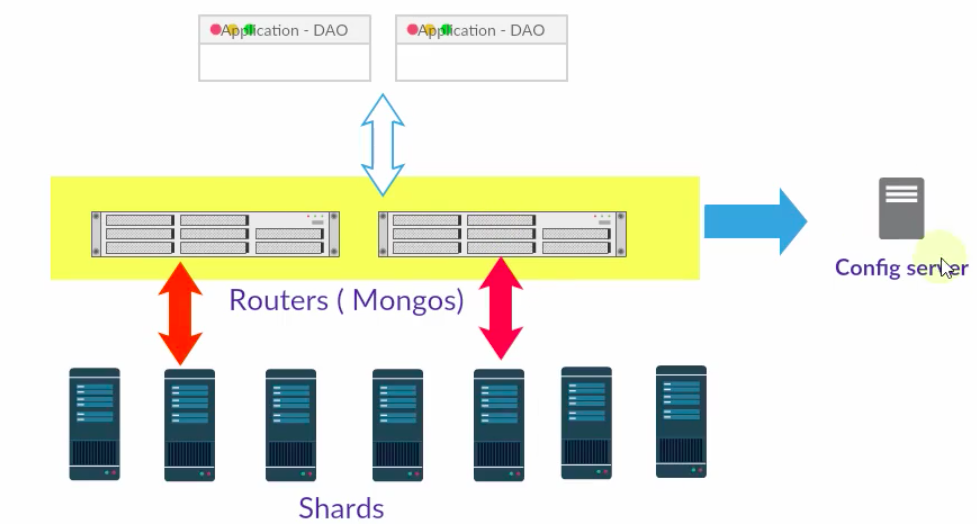 Application - DAO
Application - DAO
Routers ( Mongos)
Config server
Shards